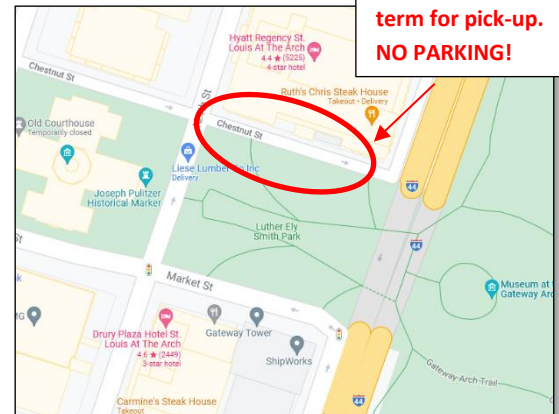 term for pick-up.
NO PARKING!
Hyatt Regency St.
Louis At The Arch
4.4 ★ (5225)
4-star hotel
Chestnut St
Ruth's Chris Steak House
Takeout • Delivery
St
Chestnut St
Old Courthouse
Temporarily closed
Liese Lumber Co Inc
Delivery
Joseph Pulitzer
Historical Marker
44
Luther Ely
Smith Park
44
St
Market St
Museum at
Gateway Arc
Drury Plaza Hotel St.
Louis At The Arch
4.6 ★ (2449)
3-star hotel
Gateway Tower
ShipWorks
Gateway-Arch-Trail
Carmine's Steak House
Takeout
44